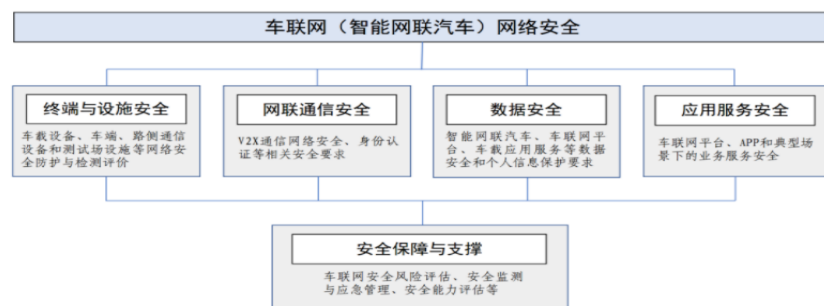 车联网（智能网联汽车）网络安全
终端与设施安全
车载设备、车端、路侧通信
设备和测试场设施等网络安
全防护与检测评价
网联通信安全
V2X通信网络安全、身份认
证等相关安全要求
数据安全
智能网联汽车、车联网平
台、车载应用服务等数据
安全和个人信息保护要求
应用服务安全
车联网平台、APP和典型场
景下的业务服务安全
安全保障与支撑
车联网安全风险评估、安全监测
与应急管理、安全能力评估等